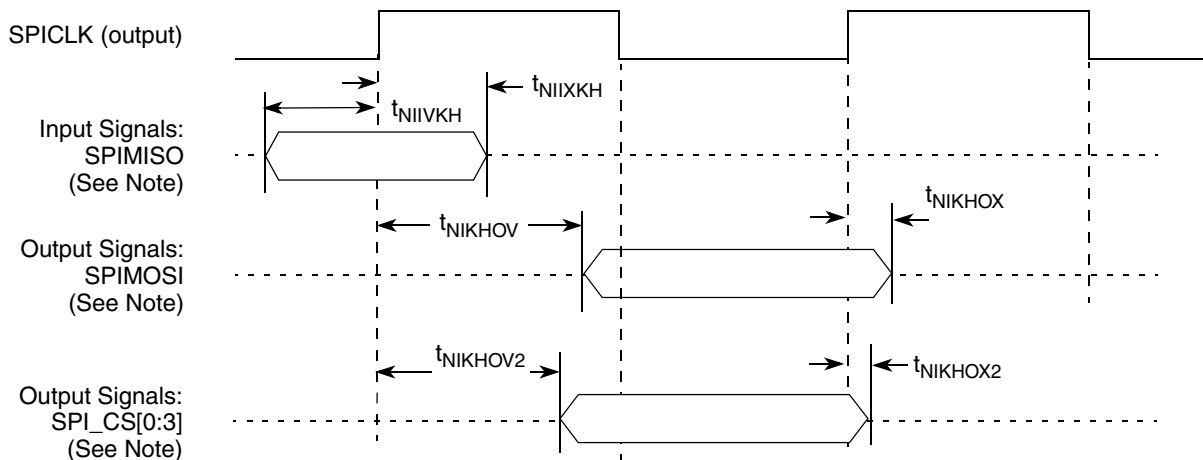 SPICLK (output)
tNIIXKH
tNIIVKH
Input Signals:
SPIMISO
(See Note)
tNIKHOX
tNIKHOV
Output Signals:
SPIMOSI
(See Note)
tNIKHOV2
tNIKHOX2
Output Signals:
SPI_CS[0:3]
(See Note)